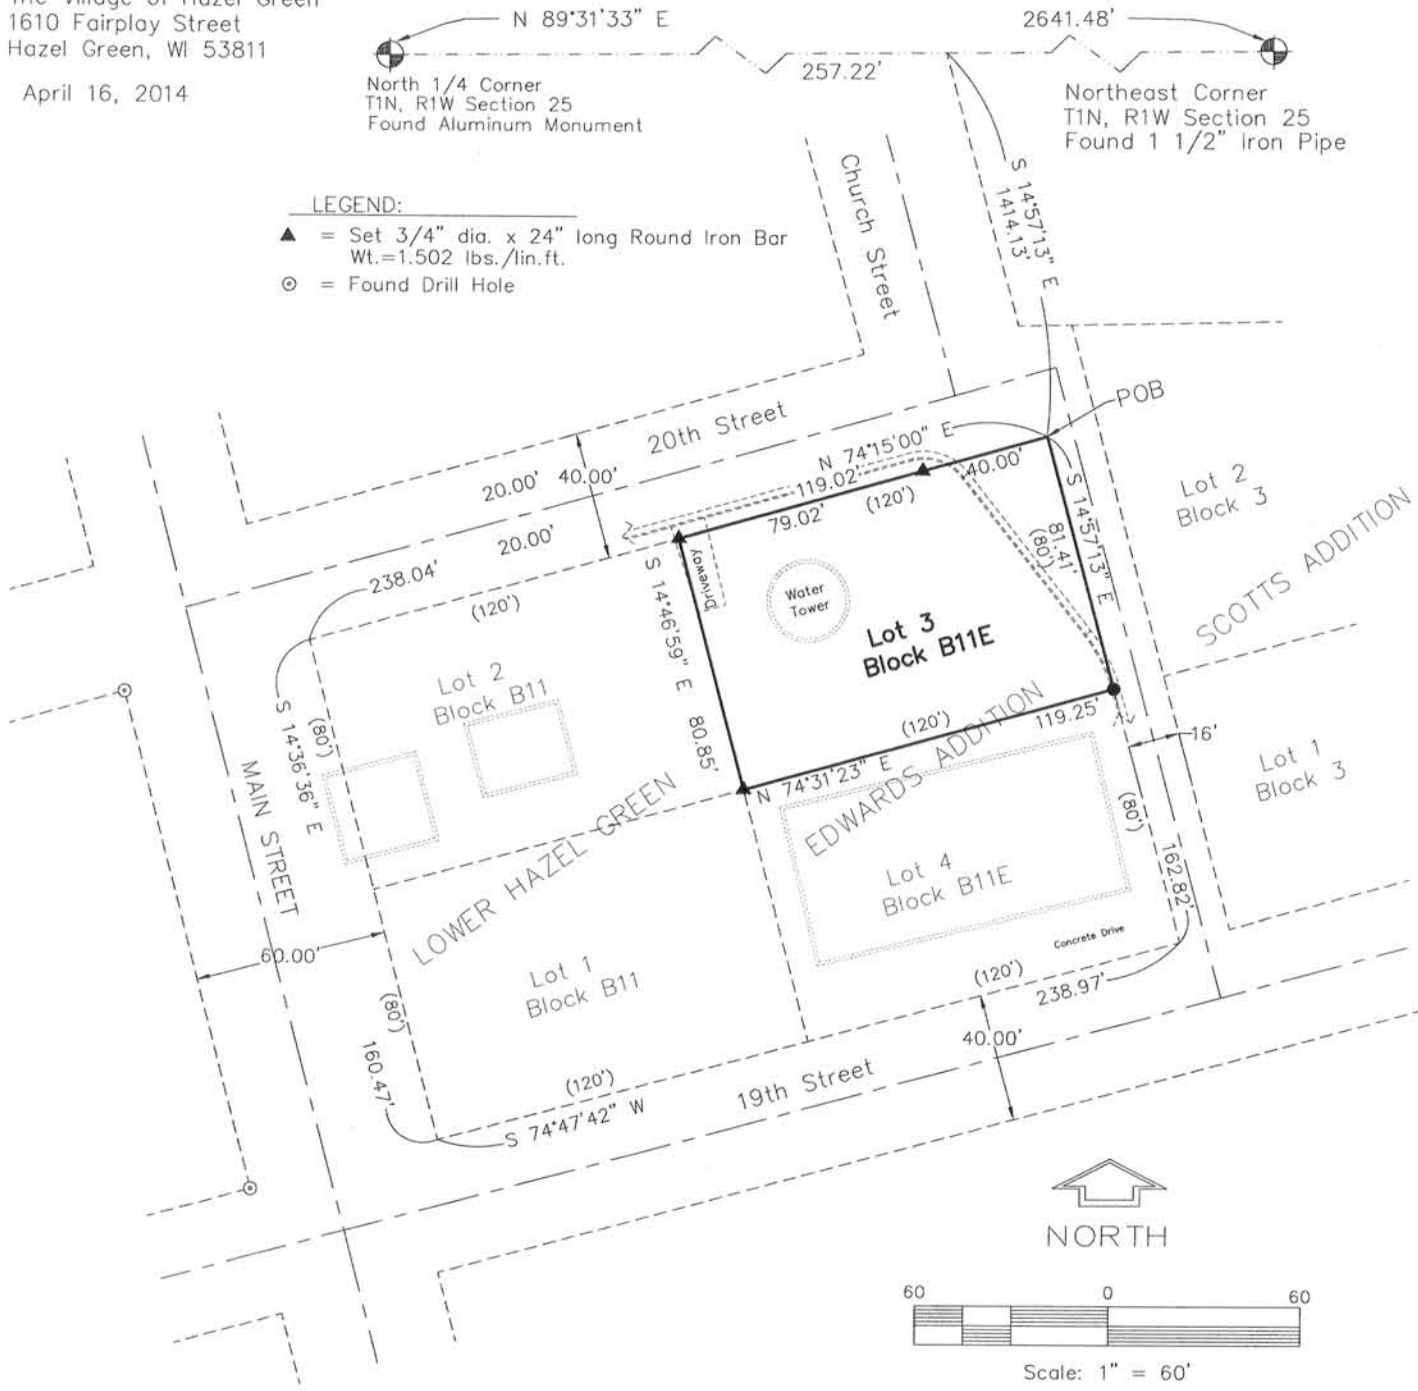 The Village of Hazel Green
1610 Fairplay Street
Hazel Green, WI 53811
April 16, 2014
N 89°31'33" E
2641.48'
257.22'
North 1/4 Corner
T1N, R1W Section 25
Found Aluminum Monument
Northeast Corner
T1N, R1W Section 25
Found 1 1/2" Iron Pipe
LEGEND:
▲ = Set 3/4" dia. x 24" long Round Iron Bar
Wt.=1.502 lbs./lin.ft.
⊙ = Found Drill Hole
Church Street
S 14°57'13" E
1414.13'
POB
20th Street
N 74°15'00" E
119.02'
40.00'
(120')
79.02'
20.00'
40.00'
20.00'
238.04'
(120')
S 14°57'13" E
81.41'
(80')
Lot 2
Block 3
SCOTTS ADDITION
Driveway
Water
Tower
Lot 3
Block B11E
S 14°46'59" E
80.85'
Lot 2
Block B11
(80')
S 14°36'36" E
MAIN STREET
(120')
119.25'
N 74°31'23" E
EDWARDS ADDITION
16'
Lot 1
Block 3
(80')
162.82'
LOWER HAZEL GREEN
Lot 4
Block B11E
Concrete Drive
60.00'
Lot 1
Block B11
(80')
160.47'
(120')
238.97'
40.00'
(120')
S 74°47'42" W
19th Street
NORTH
60
0
60
Scale: 1" = 60'